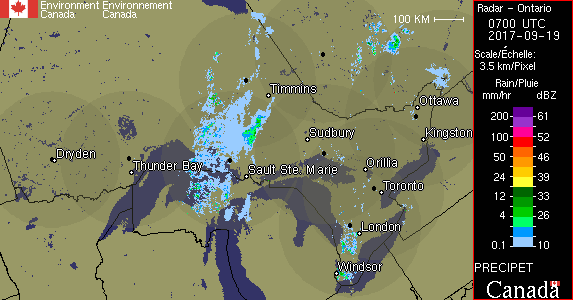 Environment Environnement
Canada Canada
100 KM
Timmins
Ottawa
Sudbury
Kingston
Dryden
Thunder Bay
Sault Ste. Marie
Orillia
Toronto
London
Windsor
Radar - Ontario
0700 UTC
2017-09-19
Scale/Échelle:
3.5 km/Pixel
Rain/Pluie
mm/hr dBZ
200 61
100 52
50 46
24 39
12 33
4 26
0.1 10
PRECIPET
Canada